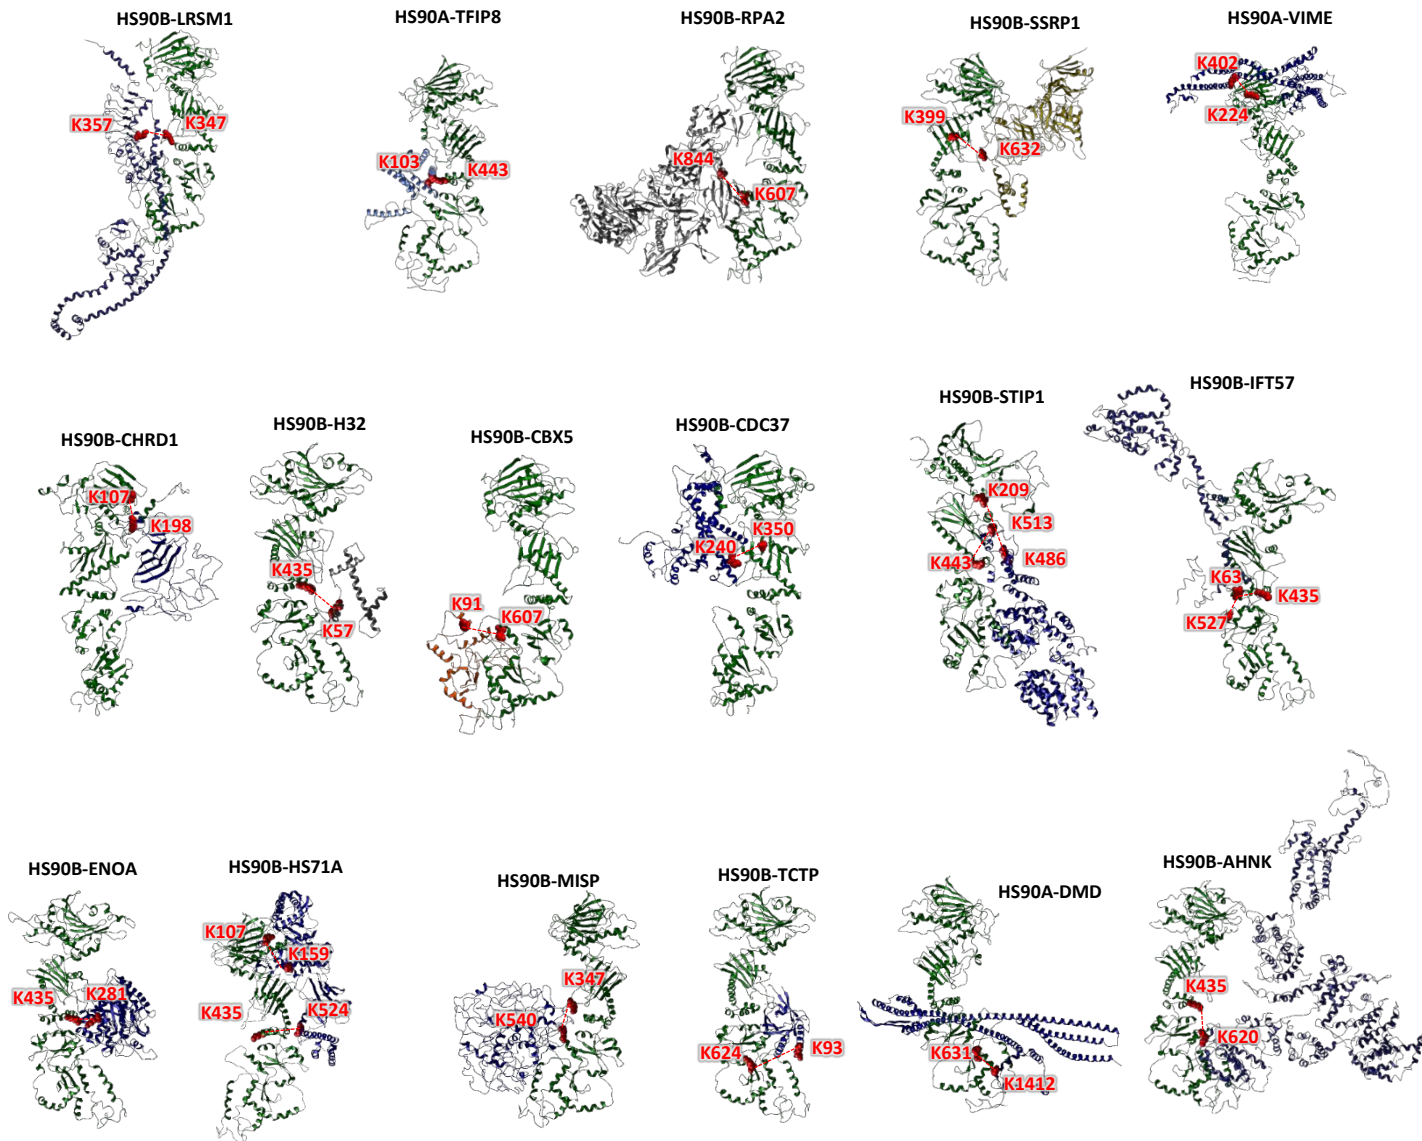 HS90B-LRSM1
HS90A-TFIP8
HS90B-RPA2
HS90B-SSRP1
HS90A-VIME
K357
K347
K103
K443
K844
K607
K399
K632
K402
K224
HS90B-CHRD1
HS90B-H32
HS90B-CBX5
HS90B-CDC37
HS90B-STIP1
HS90B-IFT57
K107
K198
K435
K57
K91
K607
K240
K350
K209
K513
K443
K486
K63
K435
K527
HS90B-ENOA
HS90B-HS71A
HS90B-MISP
HS90B-TCTP
HS90A-DMD
HS90B-AHNK
K435
K281
K107
K159
K435
K524
K540
K347
K624
K93
K631
K1412
K435
K620